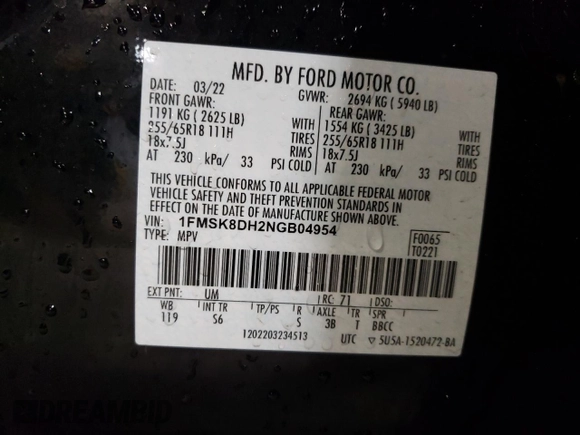 MFD. BY FORD MOTOR CO.
DATE: 03/22 GVWR: 2694 KG ( 5940 LB)
FRONT GAWR: REAR GAWR:
1191 KG ( 2625 LB) WITH 1554 KG ( 3425 LB) WITH
255/65R18 111H TIRES 255/65R18 111H TIRES
18x7.5J RIMS 18x7.5J RIMS
AT 230 kPa/ 33 PSI COLD AT 230 kPa/ 33 PSI COLD
THIS VEHICLE CONFORMS TO ALL APPLICABLE FEDERAL MOTOR
VEHICLE SAFETY AND THEFT PREVENTION STANDARDS IN
EFFECT ON THE DATE OF MANUFACTURE SHOWN ABOVE.
VIN: 1FMSK8DH2NGB04954
TYPE: MPV
F0065
T0221
EXT PNT: UM RC: 71 DSO:
WB INT TR TP/PS R AXLE TR SPR
119 S6 S 3B T BBCC
1202203234513
UTC ▽ 5U5A-1520472-BA
IDREAMBID